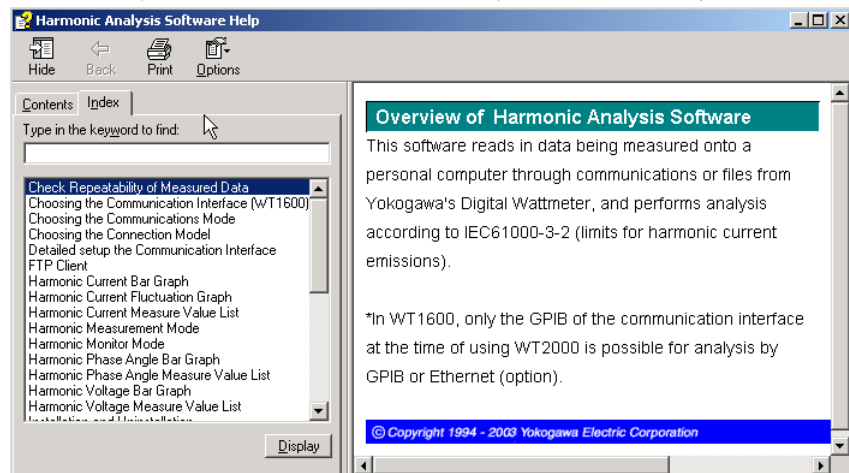 Harmonic Analysis Software Help
Hide Back Print Options
Contents Index
Type in the keyword to find:
Check Repeatability of Measured Data
Choosing the Communication Interface (WT1600)
Choosing the Communications Mode
Choosing the Connection Model
Detailed setup the Communication Interface
FTP Client
Harmonic Current Bar Graph
Harmonic Current Fluctuation Graph
Harmonic Current Measure Value List
Harmonic Measurement Mode
Harmonic Monitor Mode
Harmonic Phase Angle Bar Graph
Harmonic Phase Angle Measure Value List
Harmonic Voltage Bar Graph
Harmonic Voltage Measure Value List
Display
Overview of Harmonic Analysis Software
This software reads in data being measured onto a
personal computer through communications or files from
Yokogawa's Digital Wattmeter, and performs analysis
according to IEC61000-3-2 (limits for harmonic current
emissions).
*In WT1600, only the GPIB of the communication interface
at the time of using WT2000 is possible for analysis by
GPIB or Ethernet (option).
© Copyright 1994 - 2003 Yokogawa Electric Corporation